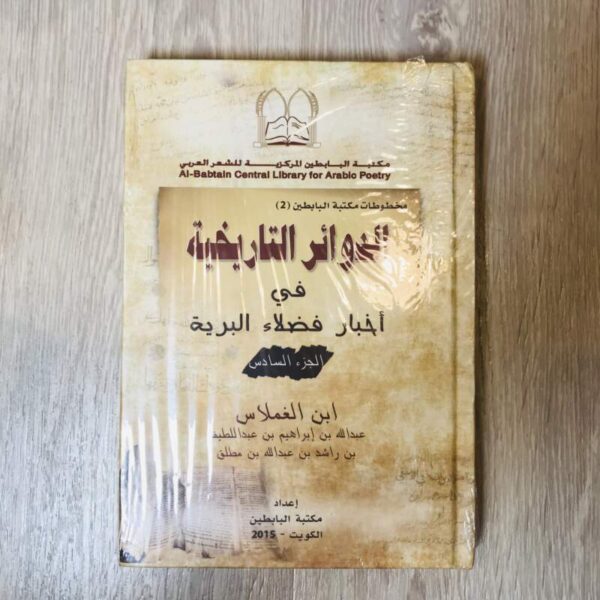 مكتبة البابطين المركزية للشعر العربي
Al-Babtain Central Library for Arabic Poetry
مخطوطات مكتبة البابطين (2)
الدوائر التاريخية
في
أخبار فضلاء البرية
الجزء السادس
ابن الغملاس
عبدالله بن إبراهيم بن عبداللطيف
بن راشد بن عبدالله بن مطلق
إعداد
مكتبة البابطين
الكويت - 2015